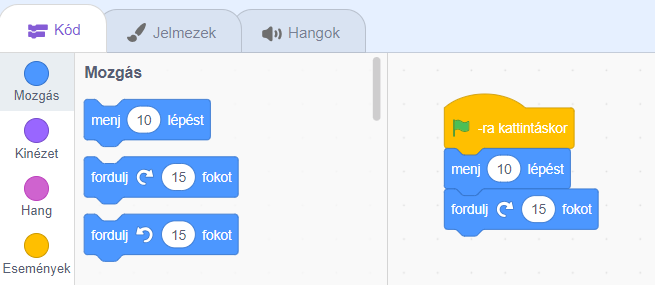 Kód
Jelmezek
Hangok
Mozgás
Kinézet
Hang
Események
Mozgás
menj 10 lépést
fordulj 15 fokot
fordulj 15 fokot
-ra kattintáskor
menj 10 lépést
fordulj 15 fokot